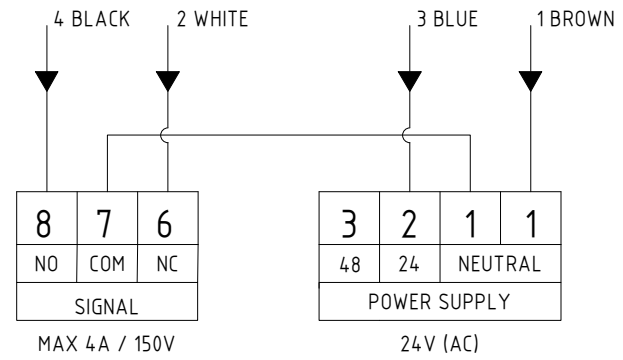 4 BLACK 2 WHITE 3 BLUE 1 BROWN
8 7 6 3 2 1 1
NO COM NC 48 24 NEUTRAL
SIGNAL POWER SUPPLY
MAX 4A / 150V 24V (AC)